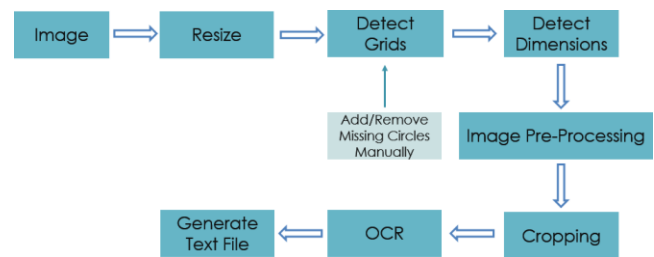 Image
Resize
Detect
Grids
Detect
Dimensions
Add/Remove
Missing Circles
Manually
Image Pre-Processing
Generate
Text File
OCR
Cropping